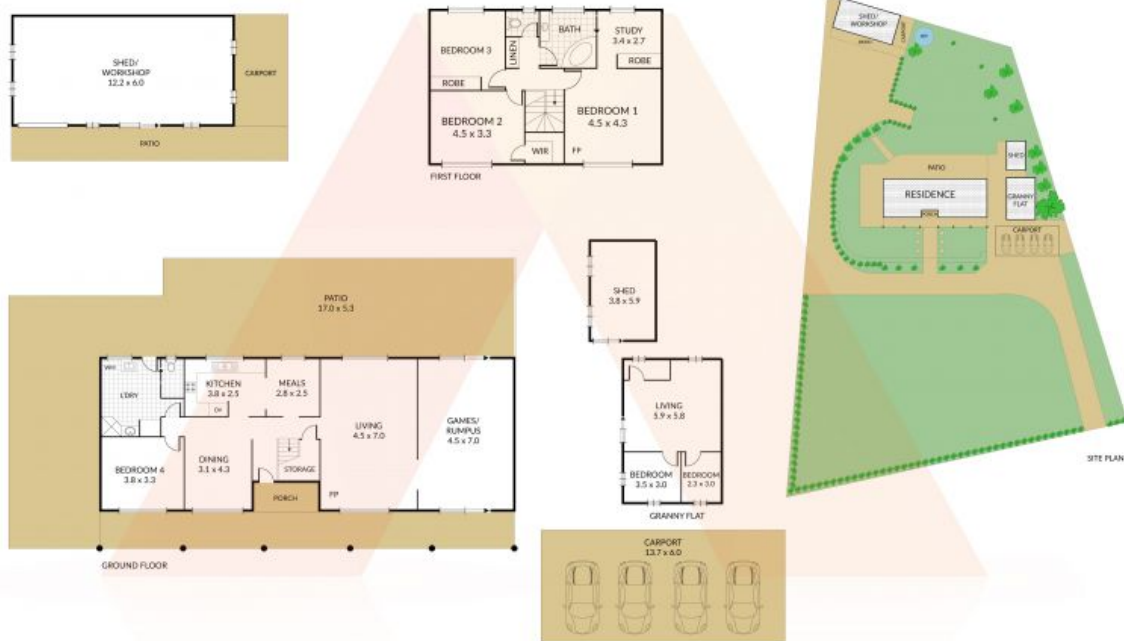 SHED/
WORKSHOP
12.2 x 6.0
CARPORT
PATIO
BEDROOM 3
ROBE
LINEN
BATH
STUDY
3.4 x 2.7
ROBE
BEDROOM 2
4.5 x 3.3
WIR
BEDROOM 1
4.5 x 4.3
FP
FIRST FLOOR
SHED/
WORKSHOP
CARPORT
PATIO
RESIDENCE
PORCH
SHED
GRANNY
FLAT
CARPORT
SITE PLAN
PATIO
17.0 x 5.3
L'DRY
KITCHEN
3.8 x 2.5
MEALS
2.8 x 2.5
LIVING
4.5 x 7.0
GAMES/
RUMPUS
4.5 x 7.0
BEDROOM 4
3.8 x 3.3
DINING
3.1 x 4.3
STORAGE
PORCH
FP
GROUND FLOOR
SHED
3.8 x 5.9
LIVING
5.9 x 5.8
BEDROOM
3.5 x 3.0
BEDROOM
2.3 x 3.0
GRANNY FLAT
CARPORT
13.7 x 6.0